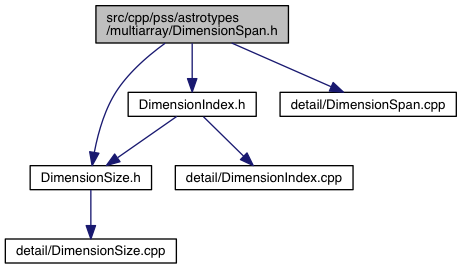 src/cpp/pss/astrotypes
/multiarray/DimensionSpan.h
DimensionIndex.h
detail/DimensionSpan.cpp
DimensionSize.h
detail/DimensionIndex.cpp
detail/DimensionSize.cpp